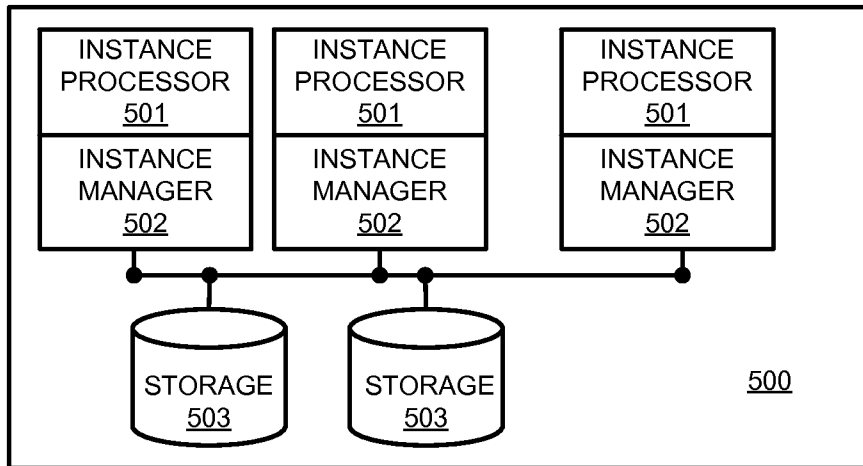 INSTANCE
PROCESSOR
501
INSTANCE
MANAGER
502
INSTANCE
PROCESSOR
501
INSTANCE
MANAGER
502
INSTANCE
PROCESSOR
501
INSTANCE
MANAGER
502
STORAGE
503
STORAGE
503
500